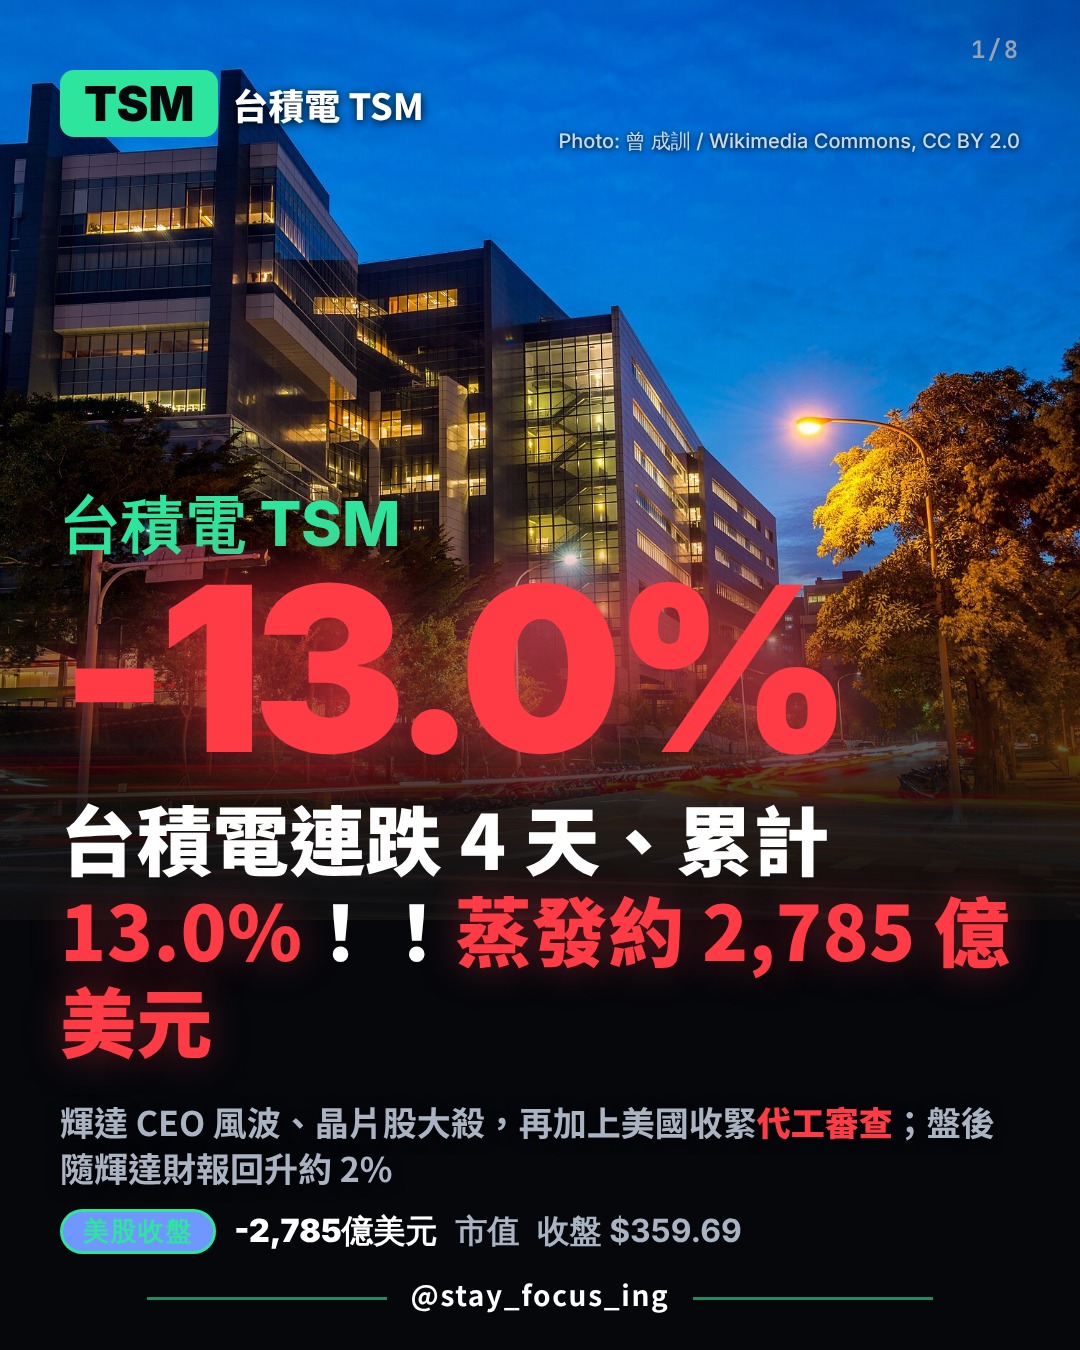 1/8
TSM 台積電 TSM
Photo: 曾 成訓 / Wikimedia Commons, CC BY 2.0
台積電 TSM
-13.0%
台積電連跌 4 天、累計
13.0%！！蒸發約 2,785 億
美元
輝達 CEO 風波、晶片股大殺，再加上美國收緊代工審查；盤後
隨輝達財報回升約 2%
美股收盤 -2,785億美元 市值 收盤 $359.69
@stay_focus_ing